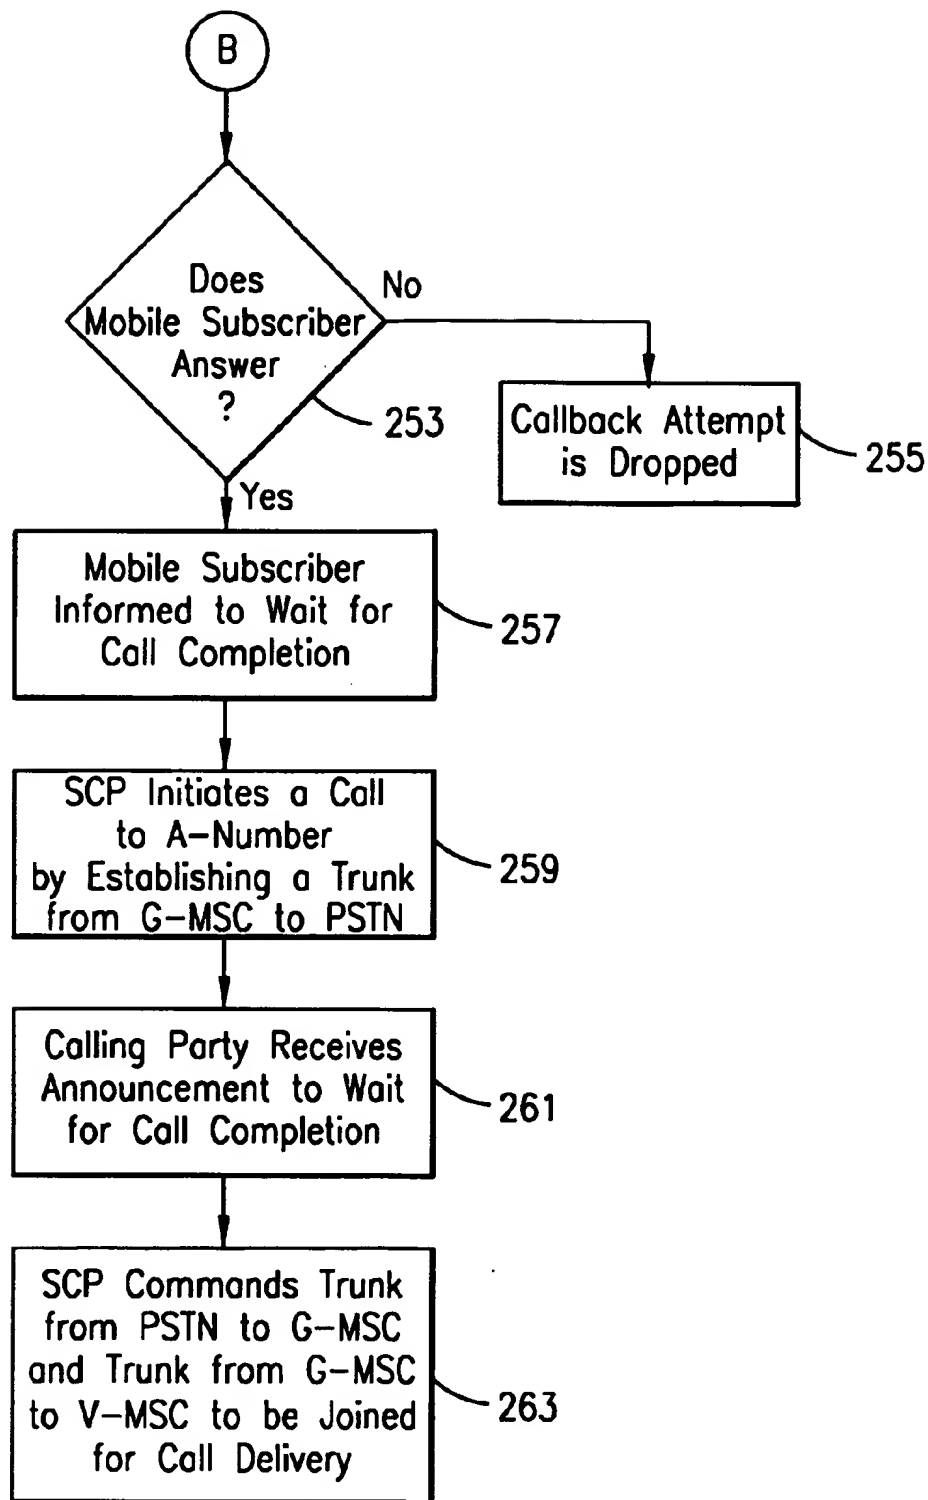 B
Does
Mobile Subscriber
Answer
?
No
253
Callback Attempt
is Dropped
255
Yes
Mobile Subscriber
Informed to Wait for
Call Completion
257
SCP Initiates a Call
to A-Number
by Establishing a Trunk
from G-MSC to PSTN
259
Calling Party Receives
Announcement to Wait
for Call Completion
261
SCP Commands Trunk
from PSTN to G-MSC
and Trunk from G-MSC
to V-MSC to be Joined
for Call Delivery
263